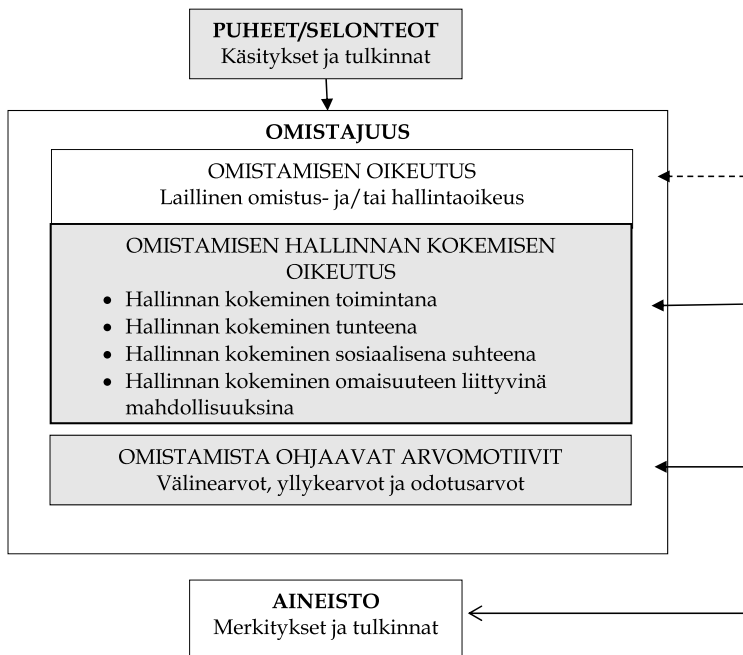 PUHEET/SELONTEOT
Käsitykset ja tulkinnat
OMISTAJUUS
OMISTAMISEN OIKEUTUS
Laillinen omistus- ja/tai hallintaoikeus
OMISTAMISEN HALLINNAN KOKEMISEN
OIKEUTUS
• Hallinnan kokeminen toimintana
• Hallinnan kokeminen tunteena
• Hallinnan kokeminen sosiaalisena suhteena
• Hallinnan kokeminen omaisuuteen liittyvinä
mahdollisuuksina
OMISTAMISTA OHJAAVAT ARVOMOTIIVIT
Välinearvot, yllykearvot ja odotusarvot
AINEISTO
Merkitykset ja tulkinnat